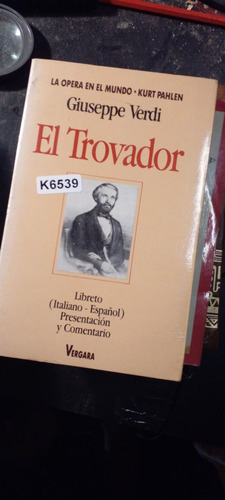 LA OPERA EN EL MUNDO • KURT PAHLEN
Giuseppe Verdi
El Trovador
K6539
Libreto
(Italiano - Español)
Presentación
y Comentario
VERGARA